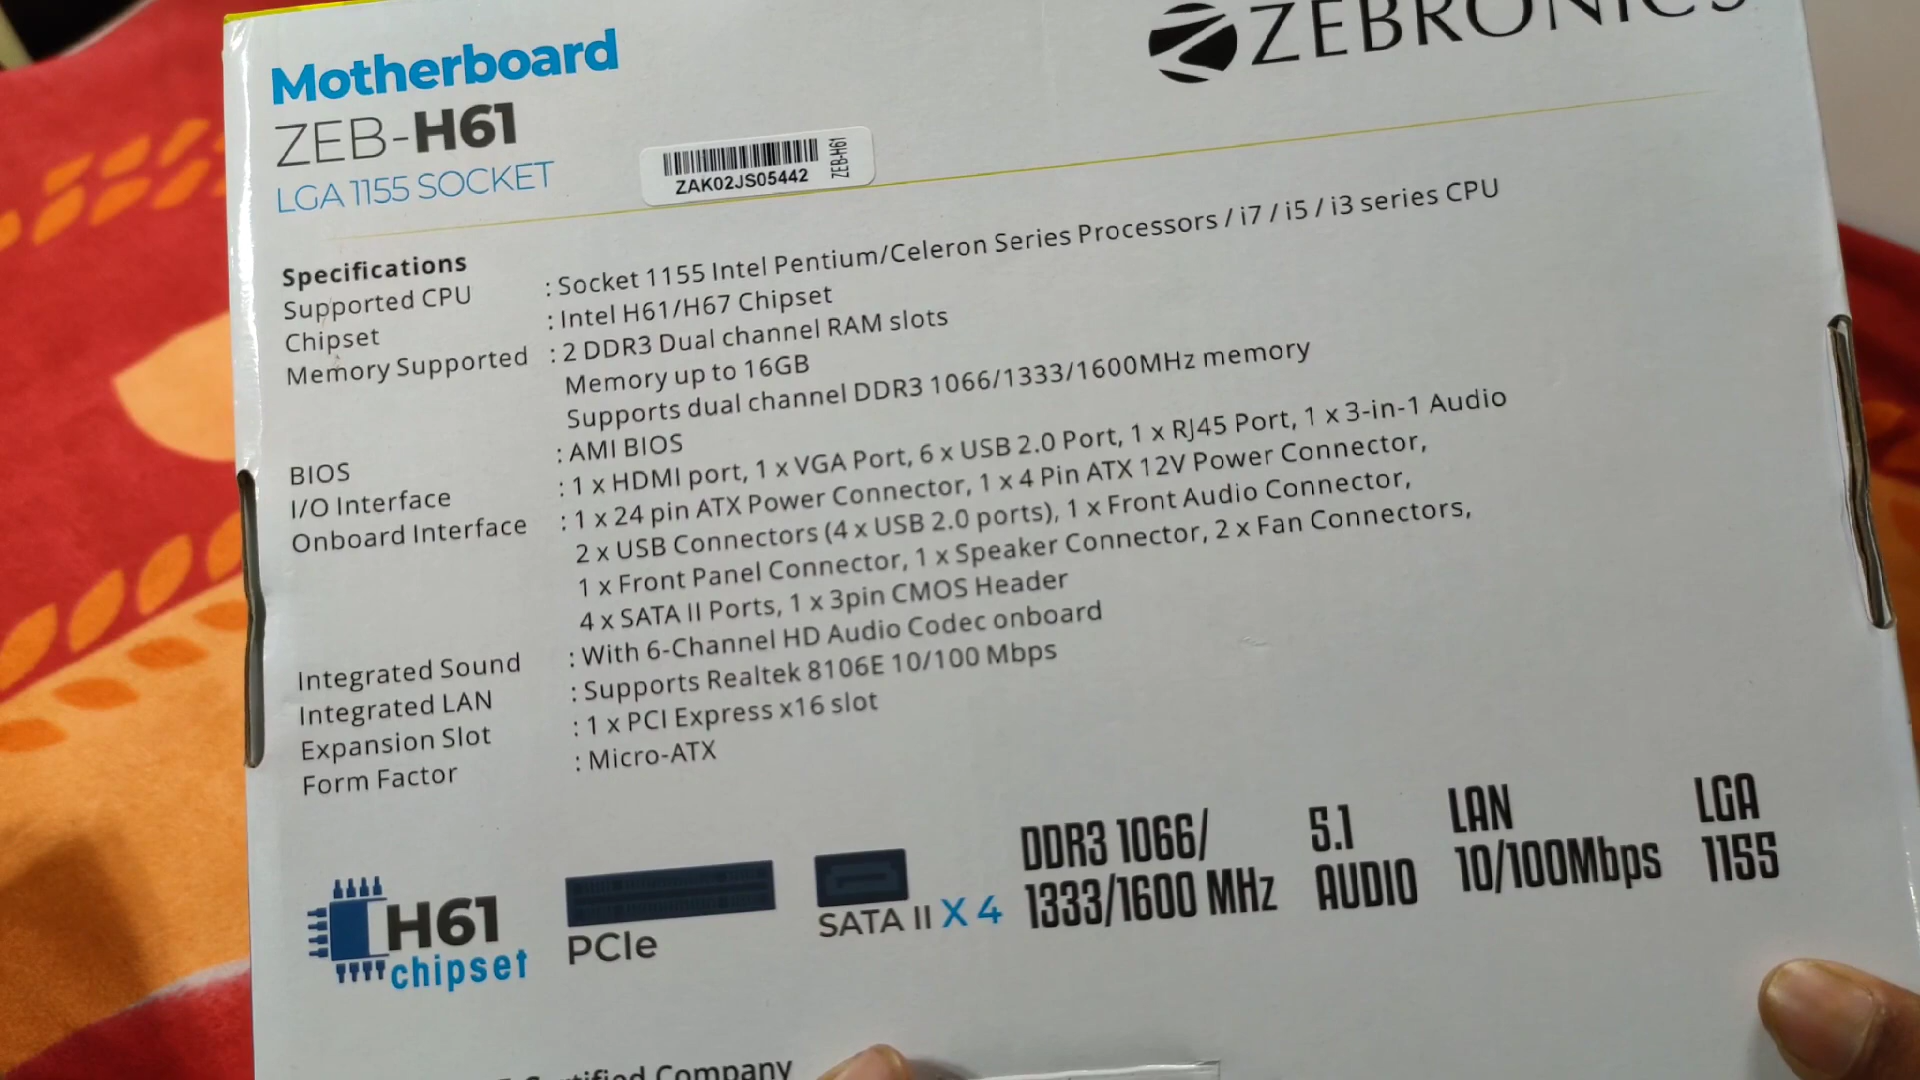 ZEBRONICS
Motherboard
ZEB-H61
LGA 1155 SOCKET
ZAK02JS05442
ZEB-H61
Specifications
Supported CPU : Socket 1155 Intel Pentium/Celeron Series Processors / i7 / i5 / i3 series CPU
Chipset : Intel H61/H67 Chipset
Memory Supported : 2 DDR3 Dual channel RAM slots
Memory up to 16GB
Supports dual channel DDR3 1066/1333/1600MHz memory
BIOS : AMI BIOS
I/O Interface : 1 x HDMI port, 1 x VGA Port, 6 x USB 2.0 Port, 1 x RJ45 Port, 1 x 3-in-1 Audio
Onboard Interface : 1 x 24 pin ATX Power Connector, 1 x 4 Pin ATX 12V Power Connector,
2 x USB Connectors (4 x USB 2.0 ports), 1 x Front Audio Connector,
1 x Front Panel Connector, 1 x Speaker Connector, 2 x Fan Connectors,
4 x SATA II Ports, 1 x 3pin CMOS Header
Integrated Sound : With 6-Channel HD Audio Codec onboard
Integrated LAN : Supports Realtek 8106E 10/100 Mbps
Expansion Slot : 1 x PCI Express x16 slot
Form Factor : Micro-ATX
H61
chipset
PCIe
SATA II X 4
DDR3 1066/
1333/1600 MHz
5.1
AUDIO
LAN
10/100Mbps
LGA
1155
Company